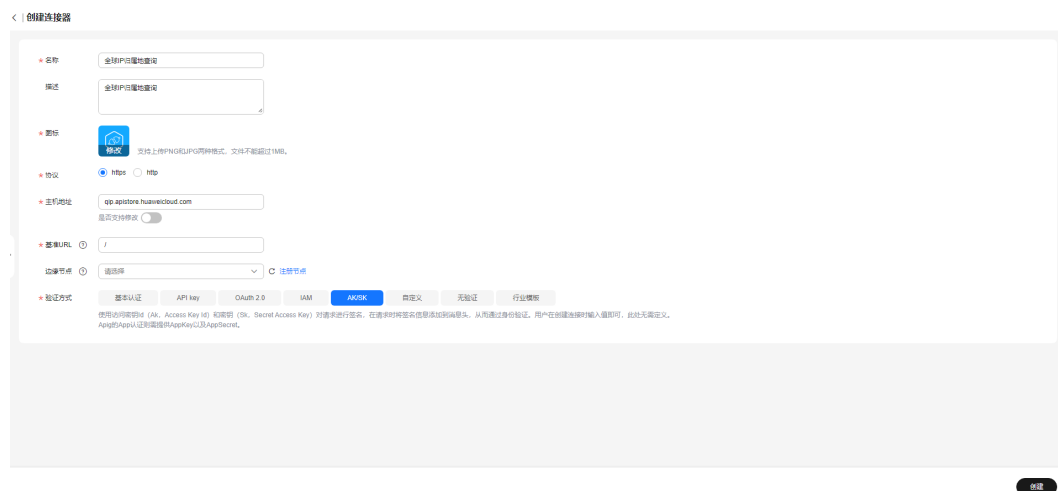 创建连接器
名称
全球IP归属地查询
描述
全球IP归属地查询
图标
修改
支持上传PNG和JPG两种格式，文件不能超过1MB。
协议
https http
主机地址
qip.apistore.huaweicloud.com
是否支持修改
基准URL
/
边缘节点
请选择
注册节点
验证方式
基本认证 API key OAuth 2.0 IAM AK/SK 自定义 无验证 行业模板
使用访问密钥Id（Ak，Access Key Id）和密钥（Sk，Secret Access Key）对请求进行签名，在请求时将签名信息添加到消息头，从而通过身份验证。用户在创建连接时输入值即可，此处无需定义。
Apig的App认证则需提供AppKey以及AppSecret。
创建